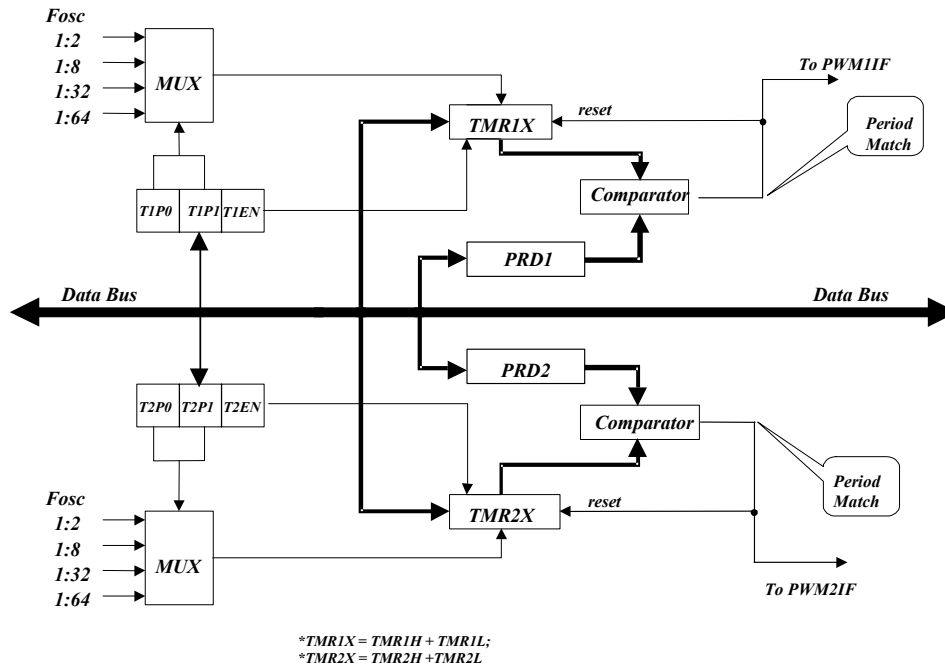 Fosc
1:2
1:8
1:32
1:64
MUX
To PWM1IF
TMR1X
reset
Period
Match
T1P0 T1P1 T1EN
Comparator
PRD1
Data Bus
Data Bus
PRD2
T2P0 T2P1 T2EN
Comparator
Fosc
1:2
1:8
1:32
1:64
MUX
TMR2X
reset
Period
Match
To PWM2IF
*TMR1X = TMR1H + TMR1L;
*TMR2X = TMR2H +TMR2L